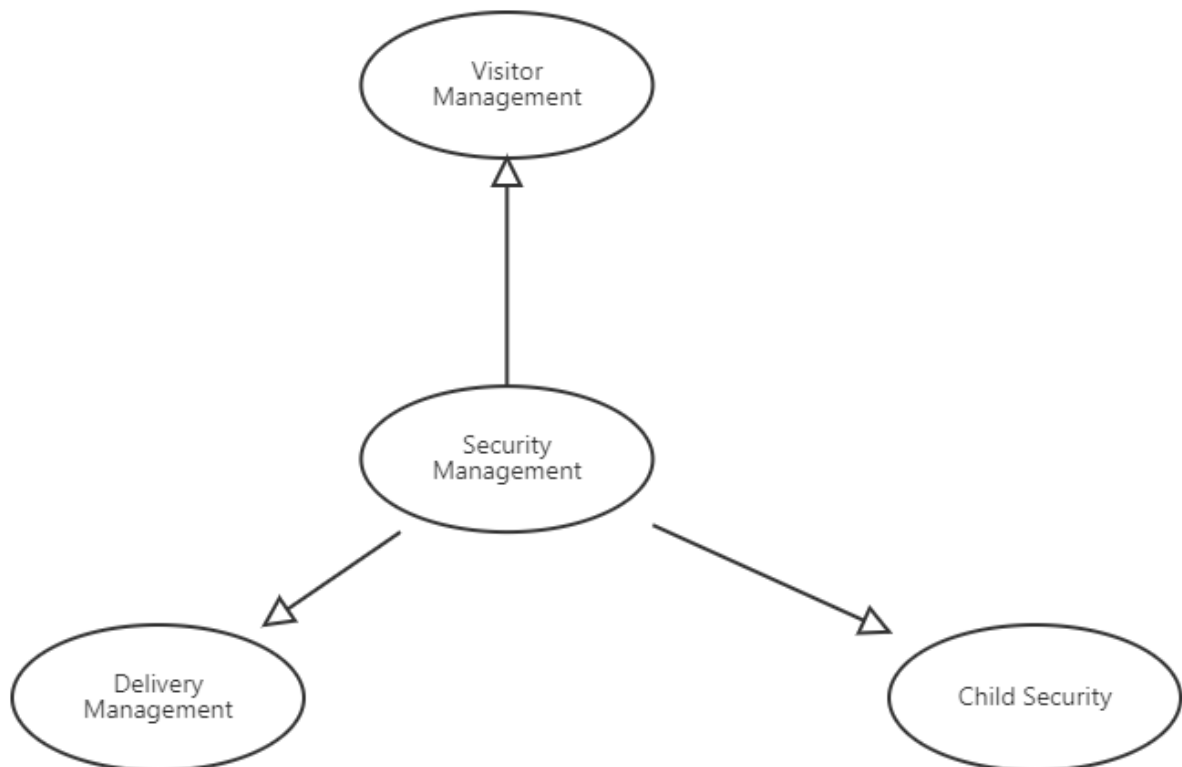 Visitor
Management
Security
Management
Delivery
Management
Child Security